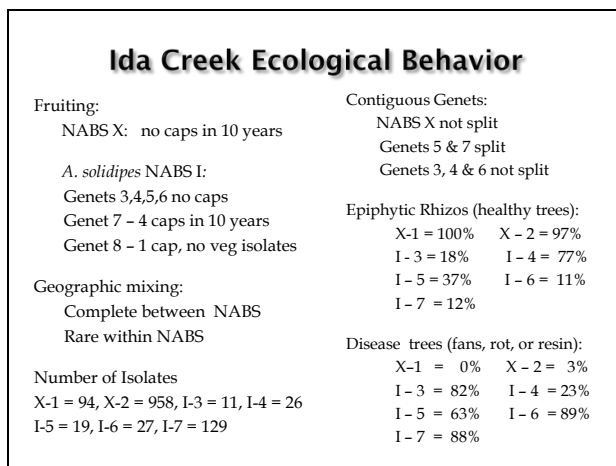 Ida Creek Ecological Behavior
Fruiting:
NABS X: no caps in 10 years
A. solidipes NABS I:
Genets 3,4,5,6 no caps
Genet 7 – 4 caps in 10 years
Genet 8 – 1 cap, no veg isolates
Geographic mixing:
Complete between NABS
Rare within NABS
Number of Isolates
X-1 = 94, X-2 = 958, I-3 = 11, I-4 = 26
I-5 = 19, I-6 = 27, I-7 = 129
Contiguous Genets:
NABS X not split
Genets 5 & 7 split
Genets 3, 4 & 6 not split
Epiphytic Rhizos (healthy trees):
X-1 = 100% X – 2 = 97%
I - 3 = 18% I – 4 = 77%
I – 5 = 37% I – 6 = 11%
I – 7 = 12%
Disease trees (fans, rot, or resin):
X–1 = 0% X – 2 = 3%
I – 3 = 82% I – 4 = 23%
I – 5 = 63% I – 6 = 89%
I – 7 = 88%